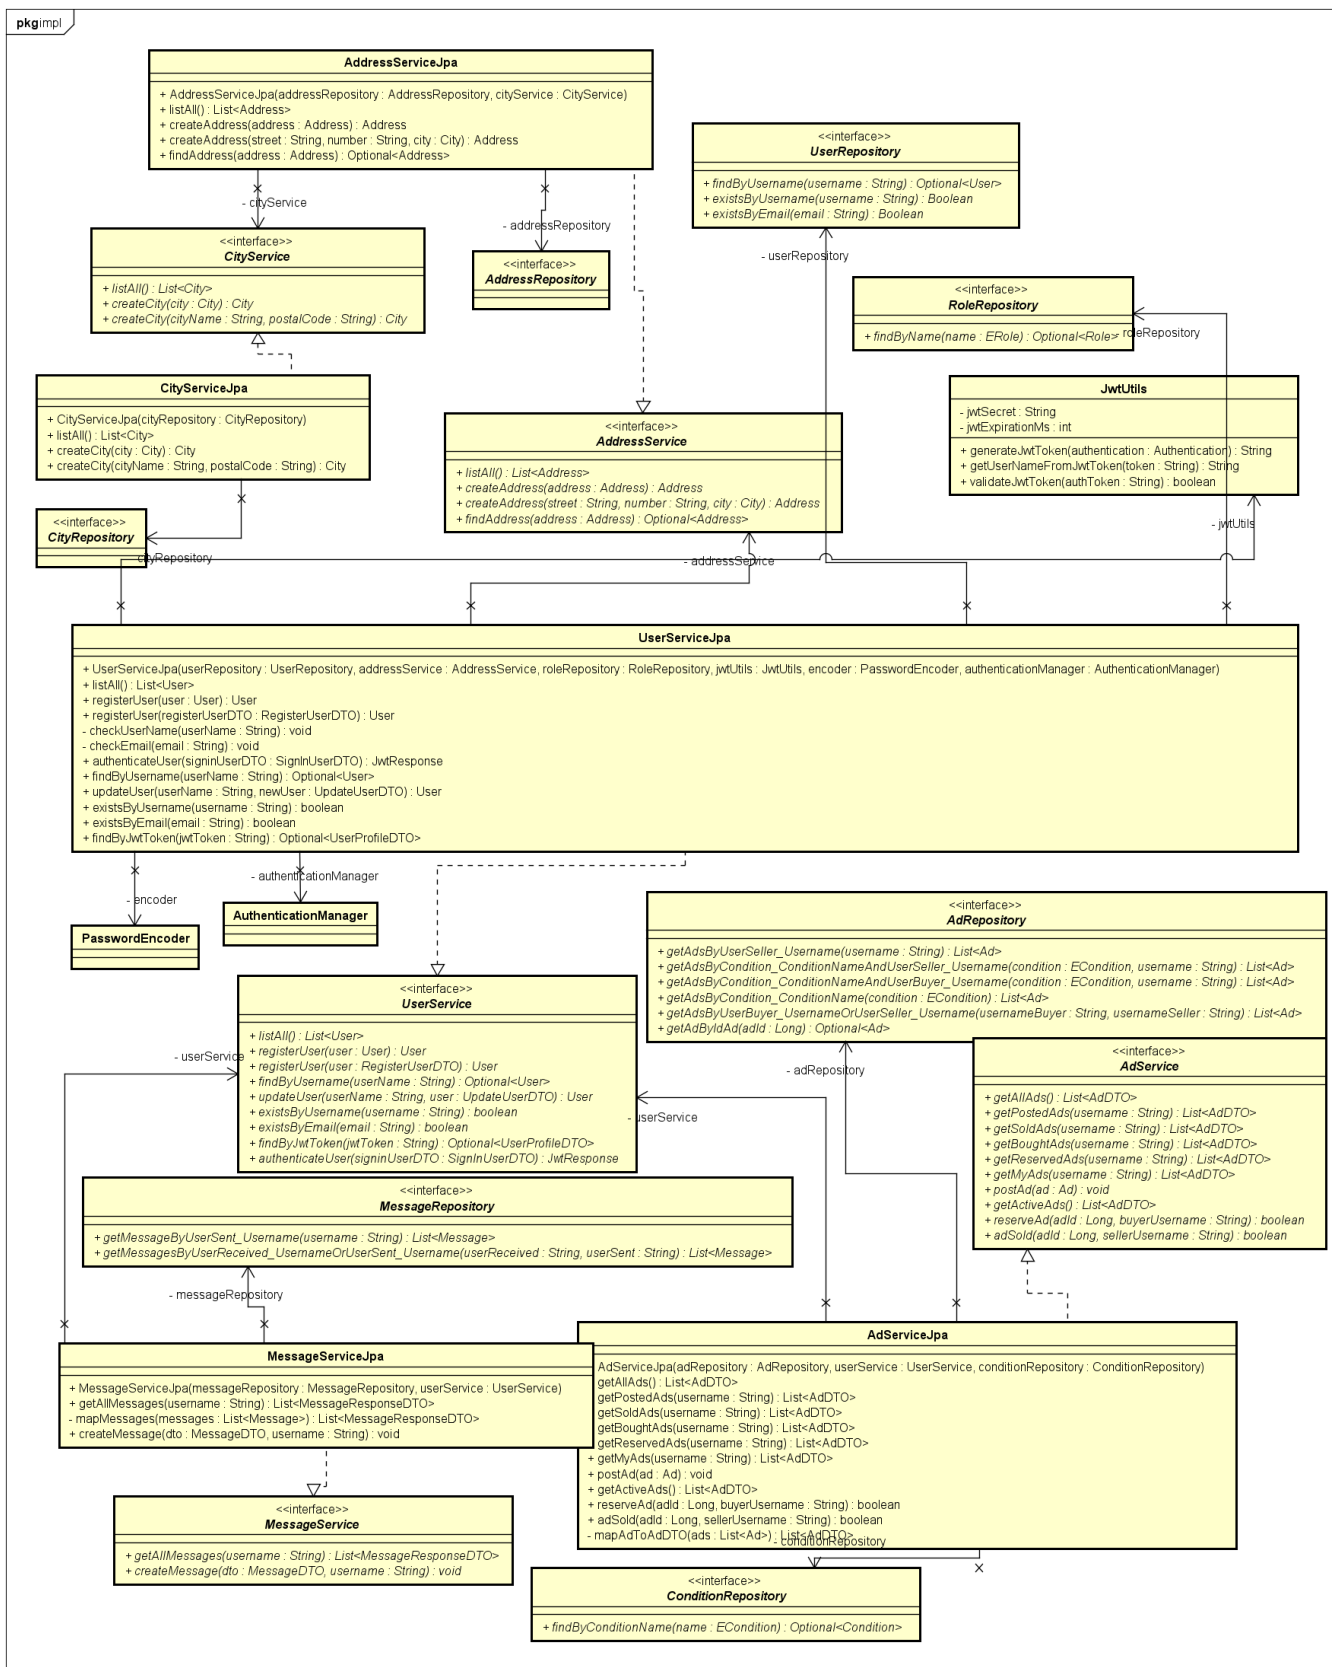 pkg impl
AddressServiceJpa
+ AddressServiceJpa(addressRepository : AddressRepository, cityService : CityService)
+ listAll() : List<Address>
+ createAddress(address : Address) : Address
+ createAddress(street : String, number : String, city : City) : Address
+ findAddress(address : Address) : Optional<Address>
<<interface>>
UserRepository
+ findByUsername(username : String) : Optional<User>
+ existsByUsername(username : String) : Boolean
+ existsByEmail(email : String) : Boolean
- cityService
- addressRepository
- userRepository
<<interface>>
CityService
+ listAll() : List<City>
+ createCity(city : City) : City
+ createCity(cityName : String, postalCode : String) : City
<<interface>>
AddressRepository
<<interface>>
RoleRepository
+ findByName(name : ERole) : Optional<Role>
- roleRepository
CityServiceJpa
+ CityServiceJpa(cityRepository : CityRepository)
+ listAll() : List<City>
+ createCity(city : City) : City
+ createCity(cityName : String, postalCode : String) : City
JwtUtils
- jwtSecret : String
- jwtExpirationMs : int
+ generateJwtToken(authentication : Authentication) : String
+ getUserNameFromJwtToken(token : String) : String
+ validateJwtToken(authToken : String) : boolean
<<interface>>
AddressService
+ listAll() : List<Address>
+ createAddress(address : Address) : Address
+ createAddress(street : String, number : String, city : City) : Address
+ findAddress(address : Address) : Optional<Address>
<<interface>>
CityRepository
- cityRepository
- addressService
- jwtUtils
UserServiceJpa
+ UserServiceJpa(userRepository : UserRepository, addressService : AddressService, roleRepository : RoleRepository, jwtUtils : JwtUtils, encoder : PasswordEncoder, authenticationManager : AuthenticationManager)
+ listAll() : List<User>
+ registerUser(user : User) : User
+ registerUser(registerUserDTO : RegisterUserDTO) : User
- checkUserName(userName : String) : void
- checkEmail(email : String) : void
+ authenticateUser(signinUserDTO : SignInUserDTO) : JwtResponse
+ findByUsername(userName : String) : Optional<User>
+ updateUser(userName : String, newUser : UpdateUserDTO) : User
+ existsByUsername(username : String) : boolean
+ existsByEmail(email : String) : boolean
+ findByJwtToken(jwtToken : String) : Optional<UserProfileDTO>
- encoder
- authenticationManager
PasswordEncoder
AuthenticationManager
<<interface>>
AdRepository
+ getAdsByUserSeller_Username(username : String) : List<Ad>
+ getAdsByCondition_ConditionNameAndUserSeller_Username(condition : ECondition, username : String) : List<Ad>
+ getAdsByCondition_ConditionNameAndUserBuyer_Username(condition : ECondition, username : String) : List<Ad>
+ getAdsByCondition_ConditionName(condition : ECondition) : List<Ad>
+ getAdsByUserBuyer_UsernameOrUserSeller_Username(usernameBuyer : String, usernameSeller : String) : List<Ad>
+ getAdByIdAd(adId : Long) : Optional<Ad>
<<interface>>
UserService
+ listAll() : List<User>
+ registerUser(user : User) : User
+ registerUser(user : RegisterUserDTO) : User
+ findByUsername(userName : String) : Optional<User>
+ updateUser(userName : String, user : UpdateUserDTO) : User
+ existsByUsername(username : String) : boolean
+ existsByEmail(email : String) : boolean
+ findByJwtToken(jwtToken : String) : Optional<UserProfileDTO>
+ authenticateUser(signinUserDTO : SignInUserDTO) : JwtResponse
- userService
- userService
- adRepository
<<interface>>
AdService
+ getAllAds() : List<AdDTO>
+ getPostedAds(username : String) : List<AdDTO>
+ getSoldAds(username : String) : List<AdDTO>
+ getBoughtAds(username : String) : List<AdDTO>
+ getReservedAds(username : String) : List<AdDTO>
+ getMyAds(username : String) : List<AdDTO>
+ postAd(ad : Ad) : void
+ getActiveAds() : List<AdDTO>
+ reserveAd(adId : Long, buyerUsername : String) : boolean
+ adSold(adId : Long, sellerUsername : String) : boolean
<<interface>>
MessageRepository
+ getMessageByUserSent_Username(username : String) : List<Message>
+ getMessagesByUserReceived_UsernameOrUserSent_Username(userReceived : String, userSent : String) : List<Message>
- messageRepository
MessageServiceJpa
+ MessageServiceJpa(messageRepository : MessageRepository, userService : UserService)
+ getAllMessages(username : String) : List<MessageResponseDTO>
- mapMessages(messages : List<Message>) : List<MessageResponseDTO>
+ createMessage(dto : MessageDTO, username : String) : void
AdServiceJpa
AdServiceJpa(adRepository : AdRepository, userService : UserService, conditionRepository : ConditionRepository)
getAllAds() : List<AdDTO>
getPostedAds(username : String) : List<AdDTO>
getSoldAds(username : String) : List<AdDTO>
getBoughtAds(username : String) : List<AdDTO>
getReservedAds(username : String) : List<AdDTO>
+ getMyAds(username : String) : List<AdDTO>
+ postAd(ad : Ad) : void
+ getActiveAds() : List<AdDTO>
+ reserveAd(adId : Long, buyerUsername : String) : boolean
+ adSold(adId : Long, sellerUsername : String) : boolean
- mapAdToAdDTO(ads : List<Ad>) : List<AdDTO>
- conditionRepository
<<interface>>
MessageService
+ getAllMessages(username : String) : List<MessageResponseDTO>
+ createMessage(dto : MessageDTO, username : String) : void
<<interface>>
ConditionRepository
+ findByConditionName(name : ECondition) : Optional<Condition>